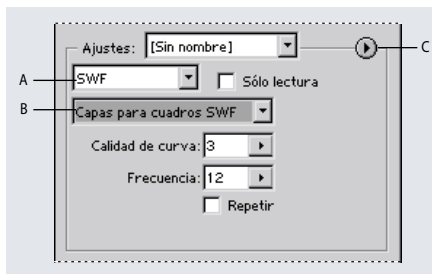 Ajustes: [Sin nombre]
C
A
SWF
Sólo lectura
B
Capas para cuadros SWF
Calidad de curva: 3
Frecuencia: 12
Repetir